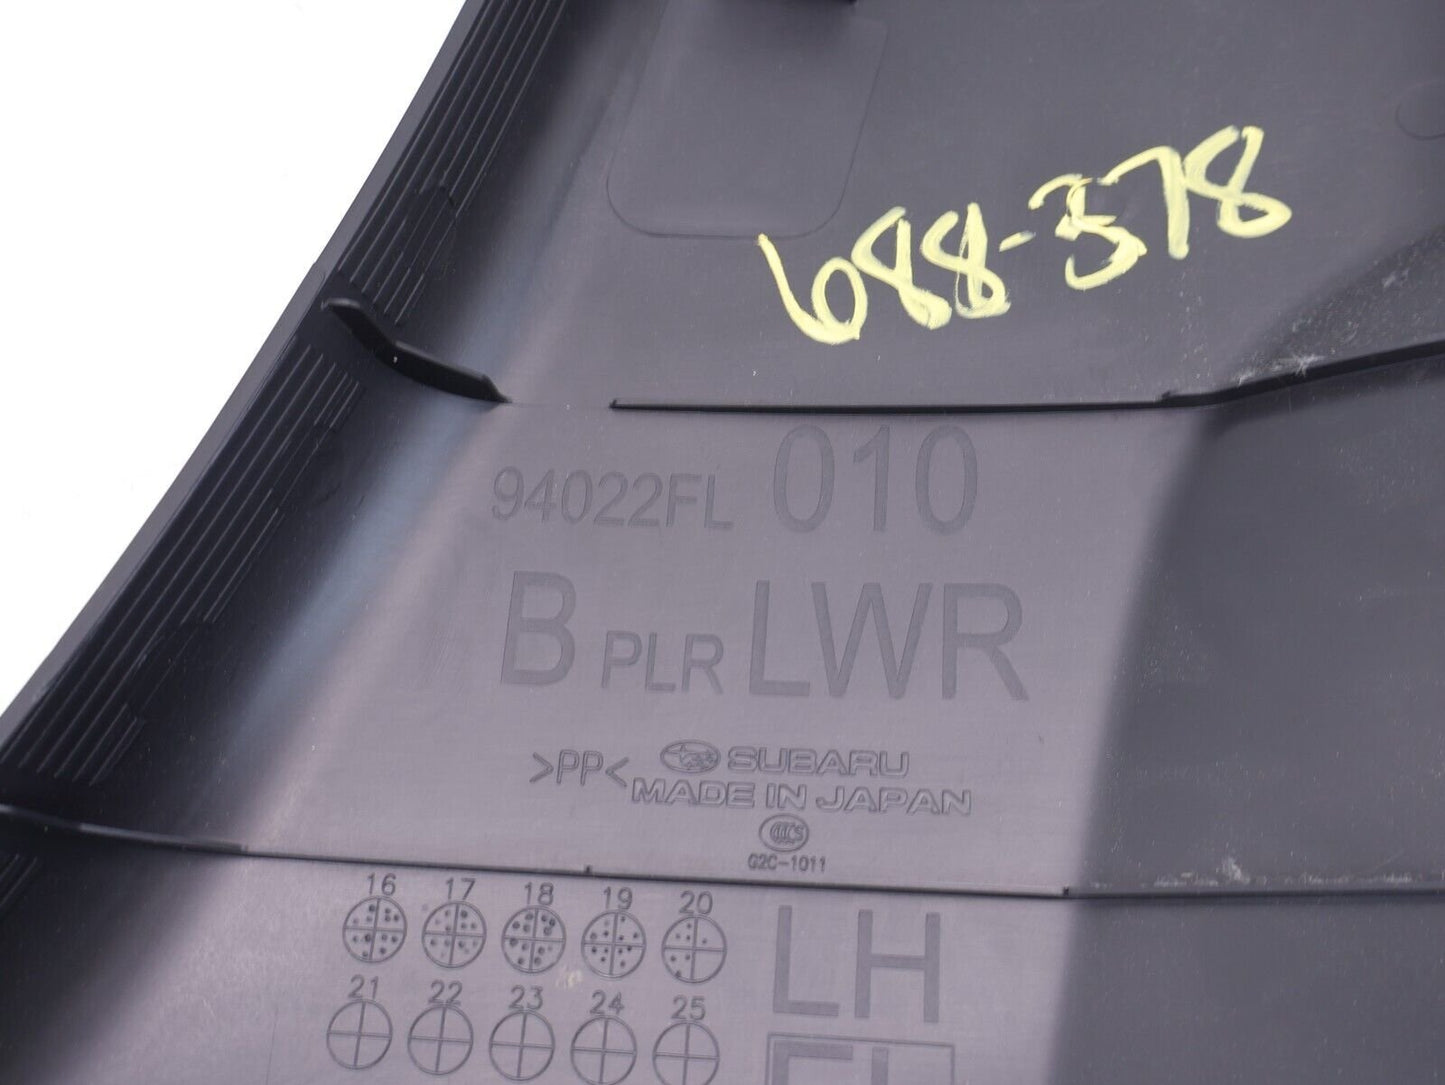 688-378
94022FL 010
B PLR LWR
>PP< SUBARU
MADE IN JAPAN
G2C-1011
16 17 18 19 20
LH
21 22 23 24 25